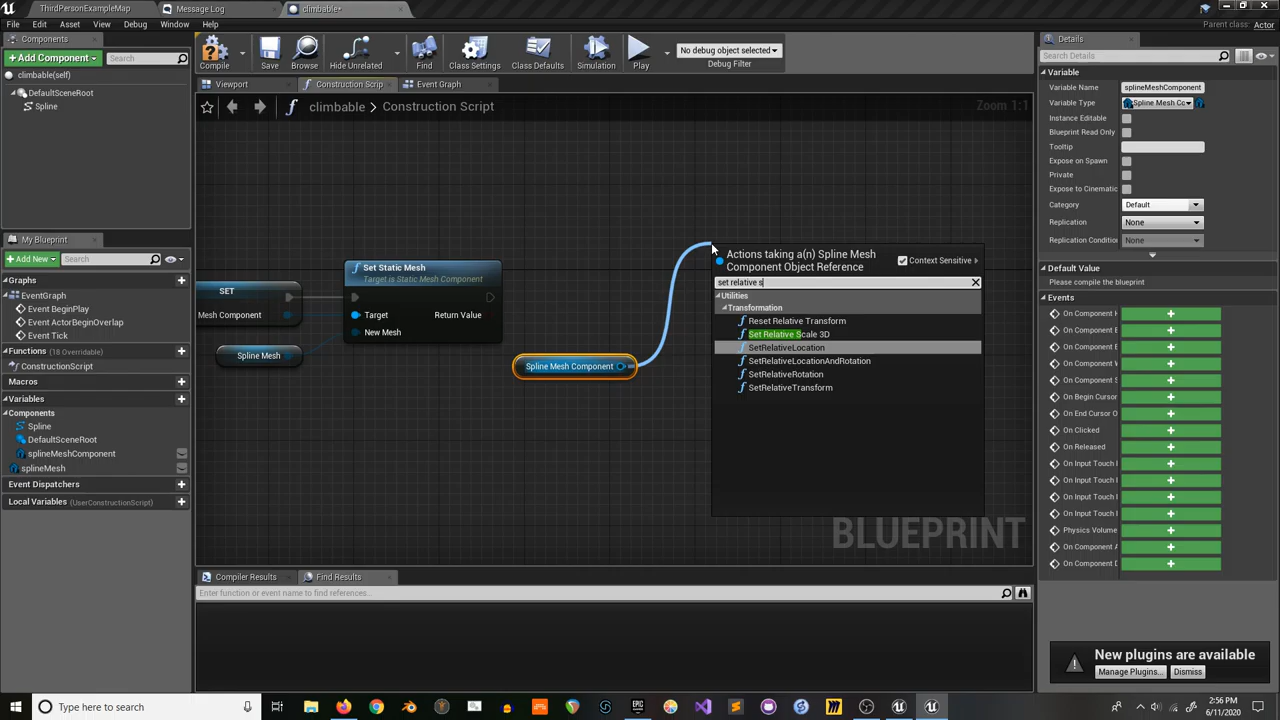 ThirdPersonExampleMap
Message Log
climbable*
File Edit Asset View Debug Window Help
Parent class: Actor
Components
Add Component
Search
climbable(self)
DefaultSceneRoot
Spline
Compile
Save
Browse
Hide Unrelated
Find
Class Settings
Class Defaults
Simulation
Play
No debug object selected
Debug Filter
Viewport
Construction Scrip
Event Graph
climbable > Construction Script
Zoom 1:1
SET
Mesh Component
Spline Mesh
Set Static Mesh
Target is Static Mesh Component
Target
Return Value
New Mesh
Spline Mesh Component
Actions taking a(n) Spline Mesh
Component Object Reference
Context Sensitive
set relative s
Utilities
Transformation
Reset Relative Transform
Set Relative Scale 3D
SetRelativeLocation
SetRelativeLocationAndRotation
SetRelativeRotation
SetRelativeTransform
BLUEPRINT
My Blueprint
Add New
Search
Graphs
EventGraph
Event BeginPlay
Event ActorBeginOverlap
Event Tick
Functions (18 Overridable)
ConstructionScript
Macros
Variables
Components
Spline
DefaultSceneRoot
splineMeshComponent
splineMesh
Event Dispatchers
Local Variables (UserConstructionScript)
Compiler Results
Find Results
Enter function or event name to find references...
Details
Search Details
Variable
Variable Name splineMeshComponent
Variable Type Spline Mesh Cc
Instance Editable
Blueprint Read Only
Tooltip
Expose on Spawn
Private
Expose to Cinematic
Category Default
Replication None
Replication Condition None
Default Value
Please compile the blueprint
Events
On Component H
On Component B
On Component E
On Component W
On Component S
On Begin Cursor
On End Cursor O
On Clicked
On Released
On Input Touch I
On Input Touch I
On Input Touch I
On Input Touch I
Physics Volume
On Component A
On Component D
New plugins are available
Manage Plugins...
Dismiss
Type here to search
2:56 PM
6/11/2020